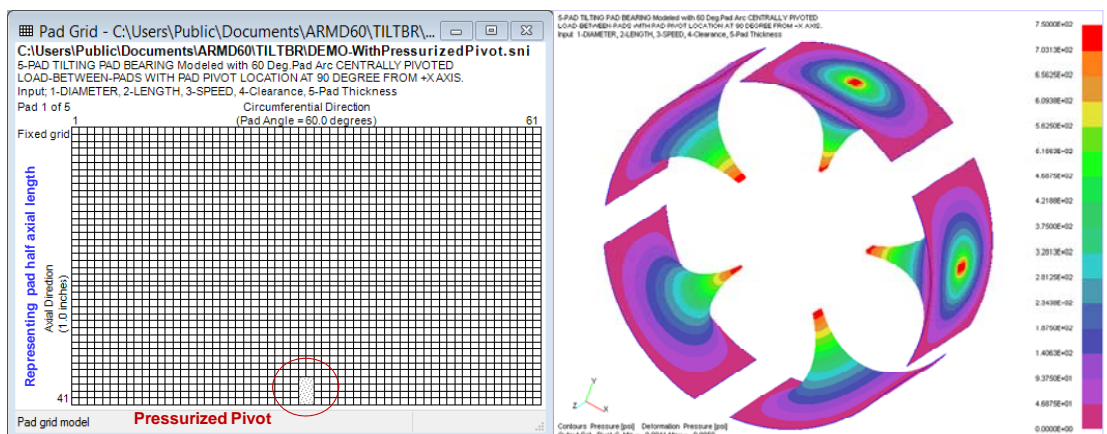 Pad Grid - C:\Users\Public\Documents\ARMD60\TILTBR\...
C:\Users\Public\Documents\ARMD60\TILTBR\DEMO-WithPressurizedPivot.sni
5-PAD TILTING PAD BEARING Modeled with 60 Deg.Pad Arc CENTRALLY PIVOTED
LOAD-BETWEEN-PADS WITH PAD PIVOT LOCATION AT 90 DEGREE FROM +X AXIS.
Input; 1-DIAMETER, 2-LENGTH, 3-SPEED, 4-Clearance, 5-Pad Thickness
Pad 1 of 5
Circumferential Direction
1
(Pad Angle = 60.0 degrees)
61
Fixed grid
Representing pad half axial length
Axial Direction
(1.0 inches)
41
Pad grid model
Pressurized Pivot
5-PAD TILTING PAD BEARING Modeled with 60 Deg.Pad Arc CENTRALLY PIVOTED
LOAD-BETWEEN-PADS WITH PAD PIVOT LOCATION AT 90 DEGREE FROM +X AXIS.
Input: 1-DIAMETER, 2-LENGTH, 3-SPEED, 4-Clearance, 5-Pad Thickness
7.5000E+02
7.0313E+02
6.5625E+02
6.0938E+02
5.6250E+02
5.1563E+02
4.6875E+02
4.2188E+02
3.7500E+02
3.2813E+02
2.8125E+02
2.3438E+02
1.8750E+02
1.4063E+02
9.3750E+01
4.6875E+01
0.0000E+00
Y
Z
X
Contours Pressure [psi] Deformation Pressure [psi]